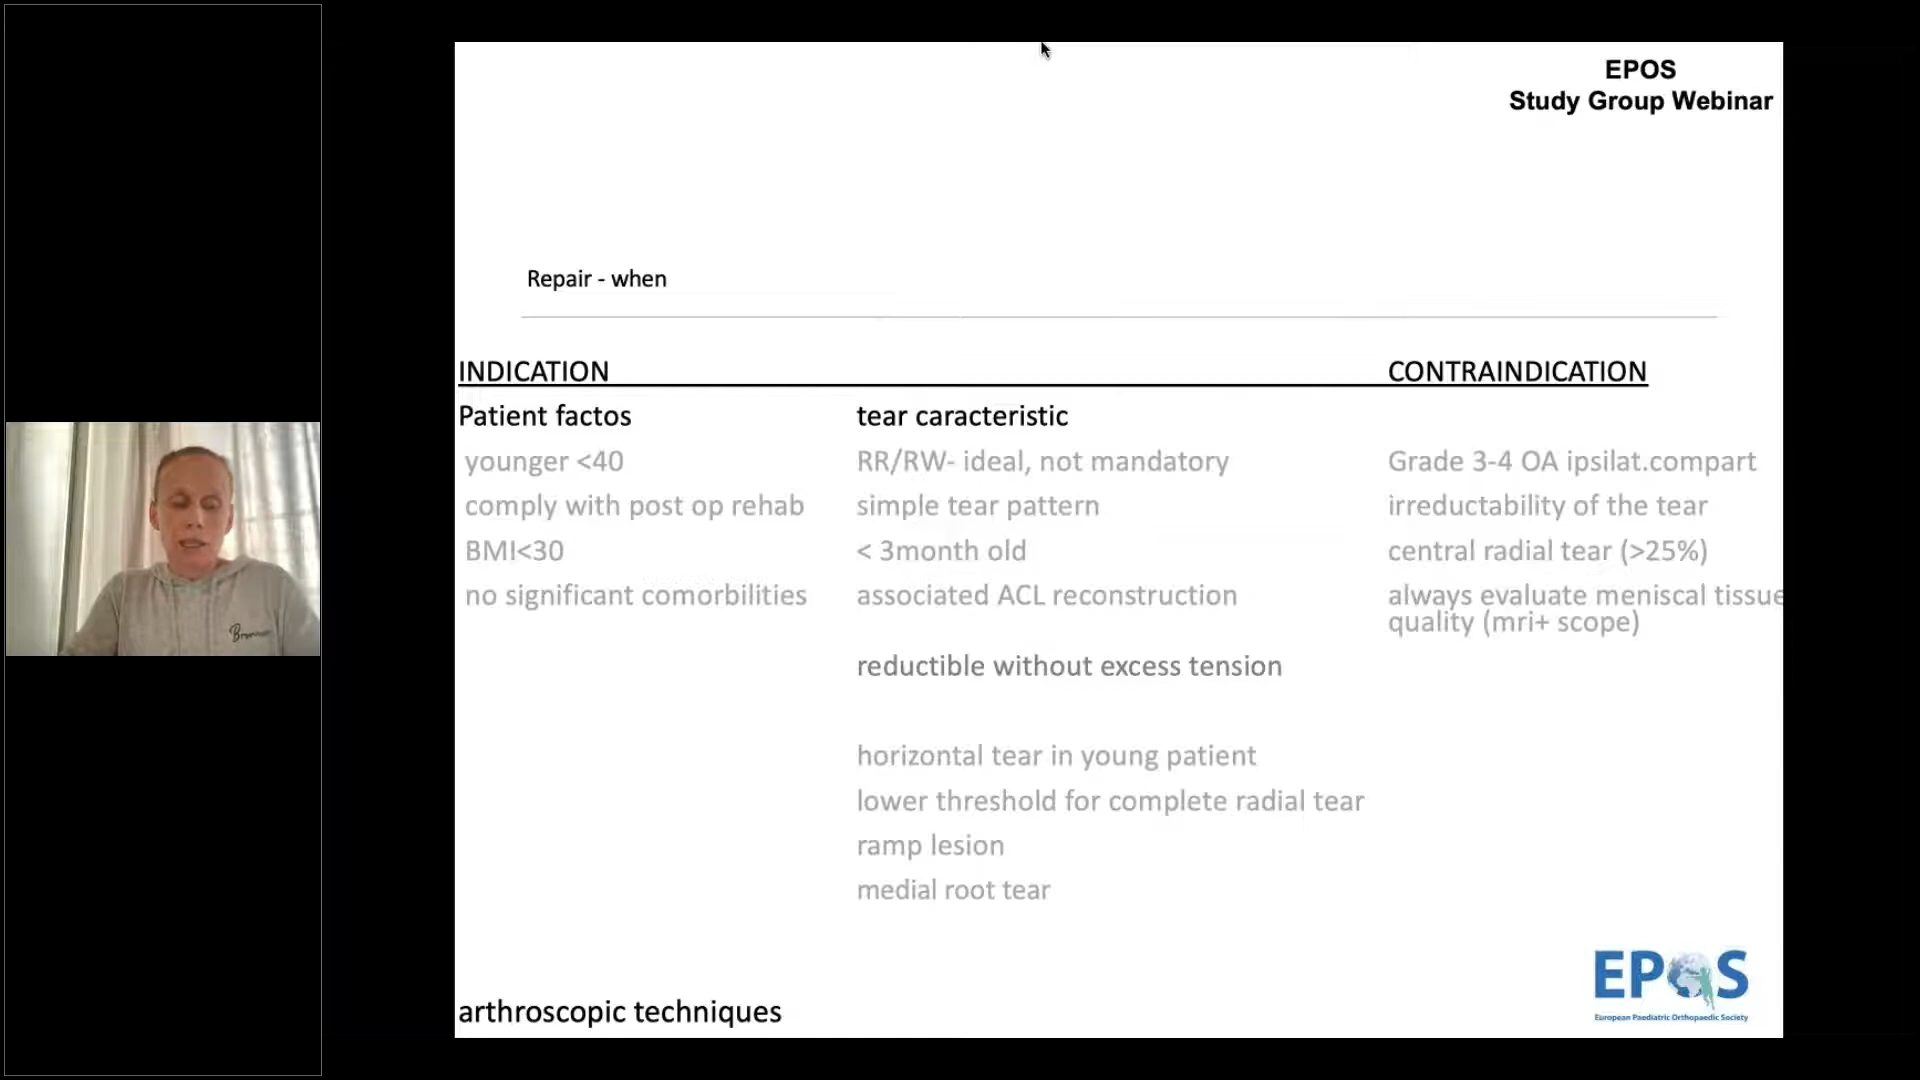 EPOS
Study Group Webinar
Repair - when
INDICATION
CONTRAINDICATION
Patient factos
tear caracteristic
younger <40
RR/RW- ideal, not mandatory
Grade 3-4 OA ipsilat.compart
comply with post op rehab
simple tear pattern
irreductability of the tear
BMI<30
< 3month old
central radial tear (>25%)
no significant comorbilities
associated ACL reconstruction
always evaluate meniscal tissue
quality (mri+ scope)
reductible without excess tension
horizontal tear in young patient
lower threshold for complete radial tear
ramp lesion
medial root tear
arthroscopic techniques
EPOS
European Paediatric Orthopaedic Society